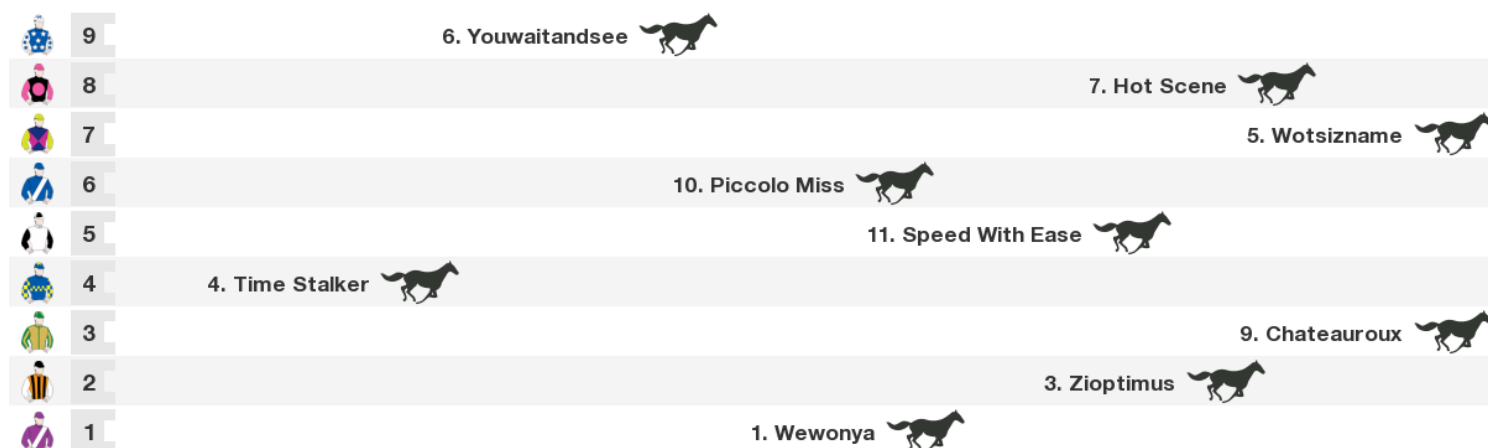 9 6. Youwaitandsee
8 7. Hot Scene
7 5. Wotsizname
6 10. Piccolo Miss
5 11. Speed With Ease
4 4. Time Stalker
3 9. Chateauroux
2 3. Zioptimus
1 1. Wewonya